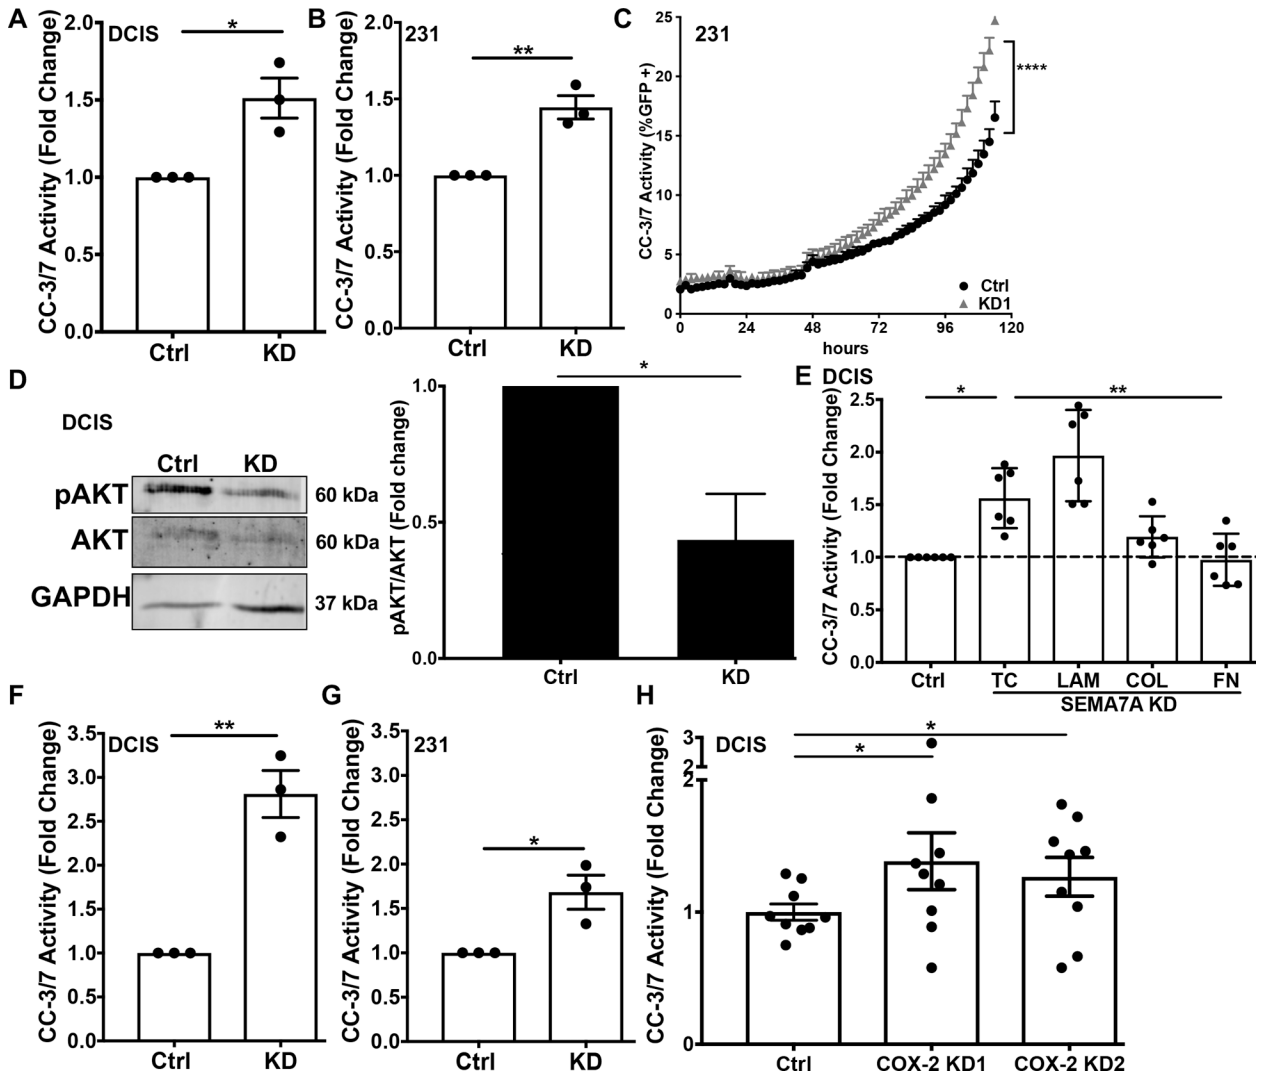 A
DCIS
*
CC-3/7 Activity (Fold Change)
2.0
1.5
1.0
0.5
0.0
Ctrl
KD
B
231
**
CC-3/7 Activity (Fold Change)
2.0
1.5
1.0
0.5
0.0
Ctrl
KD
C
231
****
CC-3/7 Activity (%GFP +)
25
20
15
10
5
0
0 24 48 72 96 120
hours
Ctrl
KD1
D
DCIS
Ctrl KD
pAKT 60 kDa
AKT 60 kDa
GAPDH 37 kDa
*
pAKT/AKT (Fold change)
1.0
0.5
0.0
Ctrl
KD
E
DCIS
* **
CC-3/7 Activity (Fold Change)
2.5
2.0
1.5
1.0
0.5
0.0
Ctrl TC LAM COL FN
SEMA7A KD
F
DCIS
**
CC-3/7 Activity (Fold Change)
3.5
3.0
2.5
2.0
1.5
1.0
0.5
0.0
Ctrl
KD
G
231
*
CC-3/7 Activity (Fold Change)
3.5
3.0
2.5
2.0
1.5
1.0
0.5
0.0
Ctrl
KD
H
DCIS
*
*
CC-3/7 Activity (Fold Change)
3
2
2
1
0
Ctrl COX-2 KD1 COX-2 KD2